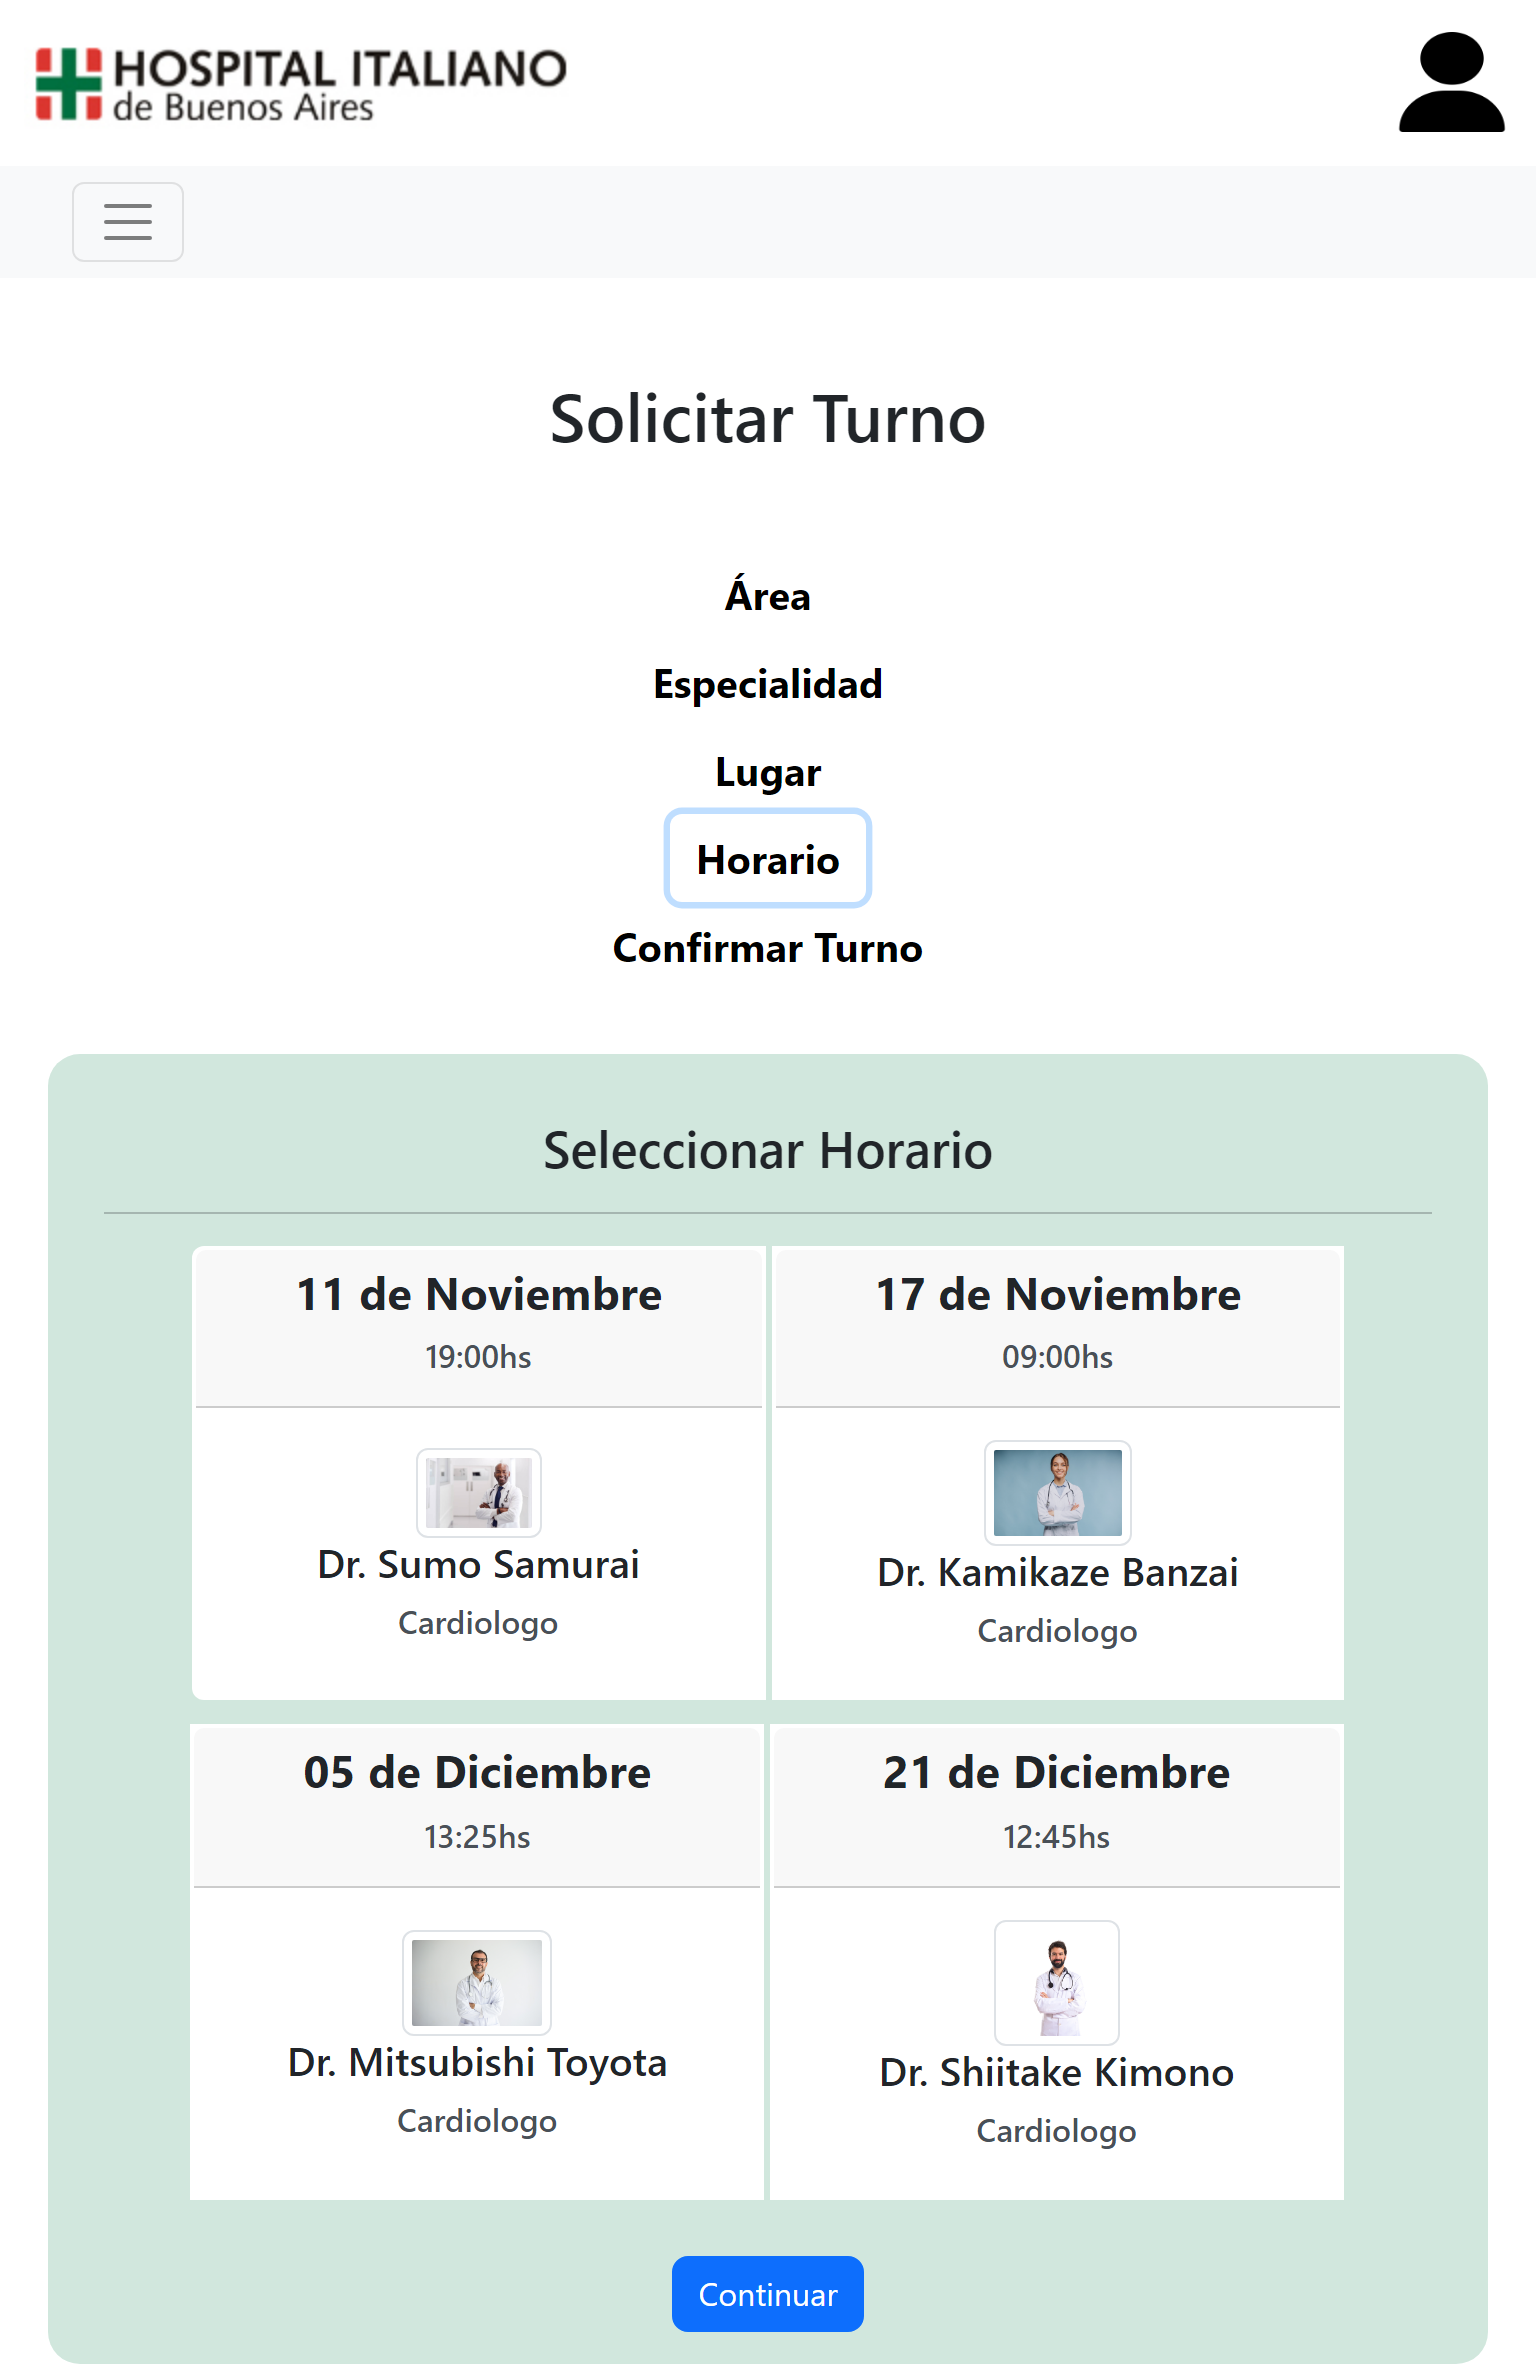 HOSPITAL ITALIANO
de Buenos Aires
Solicitar Turno
Área
Especialidad
Lugar
Horario
Confirmar Turno
Seleccionar Horario
11 de Noviembre
19:00hs
Dr. Sumo Samurai
Cardiologo
17 de Noviembre
09:00hs
Dr. Kamikaze Banzai
Cardiologo
05 de Diciembre
13:25hs
Dr. Mitsubishi Toyota
Cardiologo
21 de Diciembre
12:45hs
Dr. Shiitake Kimono
Cardiologo
Continuar